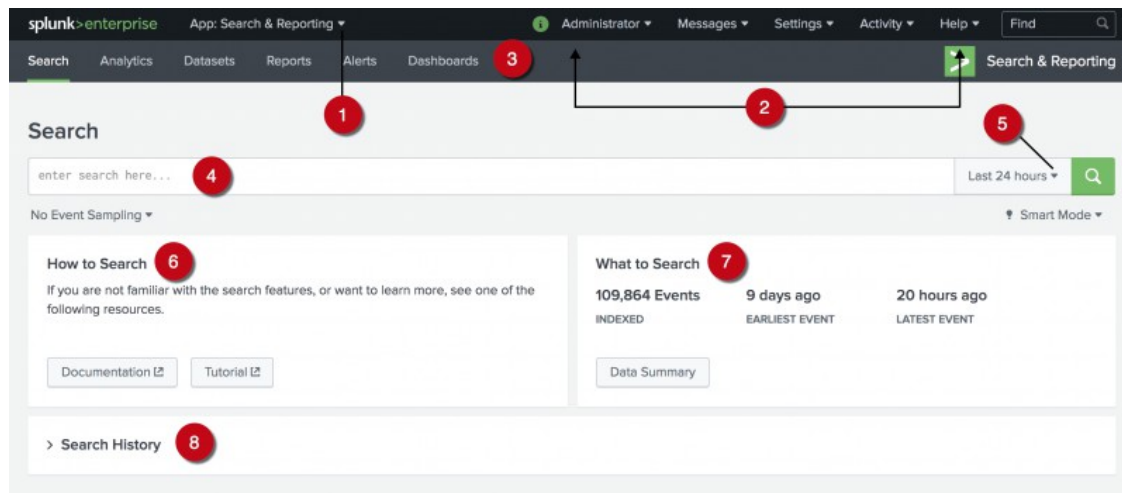 splunk>enterprise App: Search & Reporting ▾ i Administrator ▾ Messages ▾ Settings ▾ Activity ▾ Help ▾ Find
Search Analytics Datasets Reports Alerts Dashboards 3 > Search & Reporting
1
2
5
Search
enter search here... 4 Last 24 hours ▾
No Event Sampling ▾ Smart Mode ▾
How to Search 6
If you are not familiar with the search features, or want to learn more, see one of the
following resources.
Documentation Tutorial
What to Search 7
109,864 Events 9 days ago 20 hours ago
INDEXED EARLIEST EVENT LATEST EVENT
Data Summary
> Search History 8